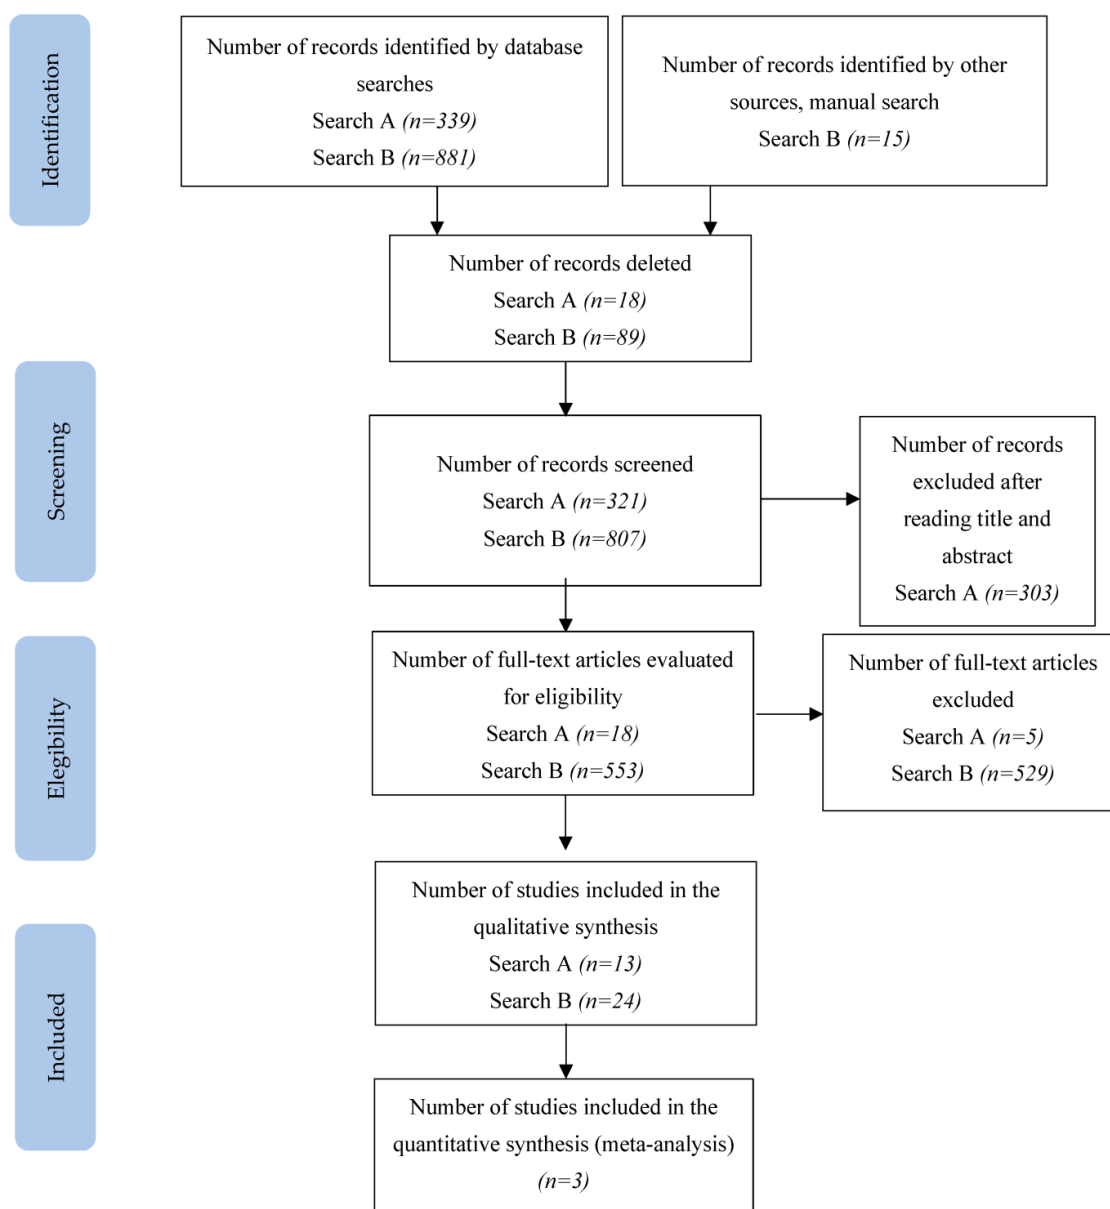 Identification
Number of records identified by database
searches
Search A (n=339)
Search B (n=881)
Number of records identified by other
sources, manual search
Search B (n=15)
Number of records deleted
Search A (n=18)
Search B (n=89)
Screening
Number of records screened
Search A (n=321)
Search B (n=807)
Number of records
excluded after
reading title and
abstract
Search A (n=303)
Elegibility
Number of full-text articles evaluated
for eligibility
Search A (n=18)
Search B (n=553)
Number of full-text articles
excluded
Search A (n=5)
Search B (n=529)
Included
Number of studies included in the
qualitative synthesis
Search A (n=13)
Search B (n=24)
Number of studies included in the
quantitative synthesis (meta-analysis)
(n=3)